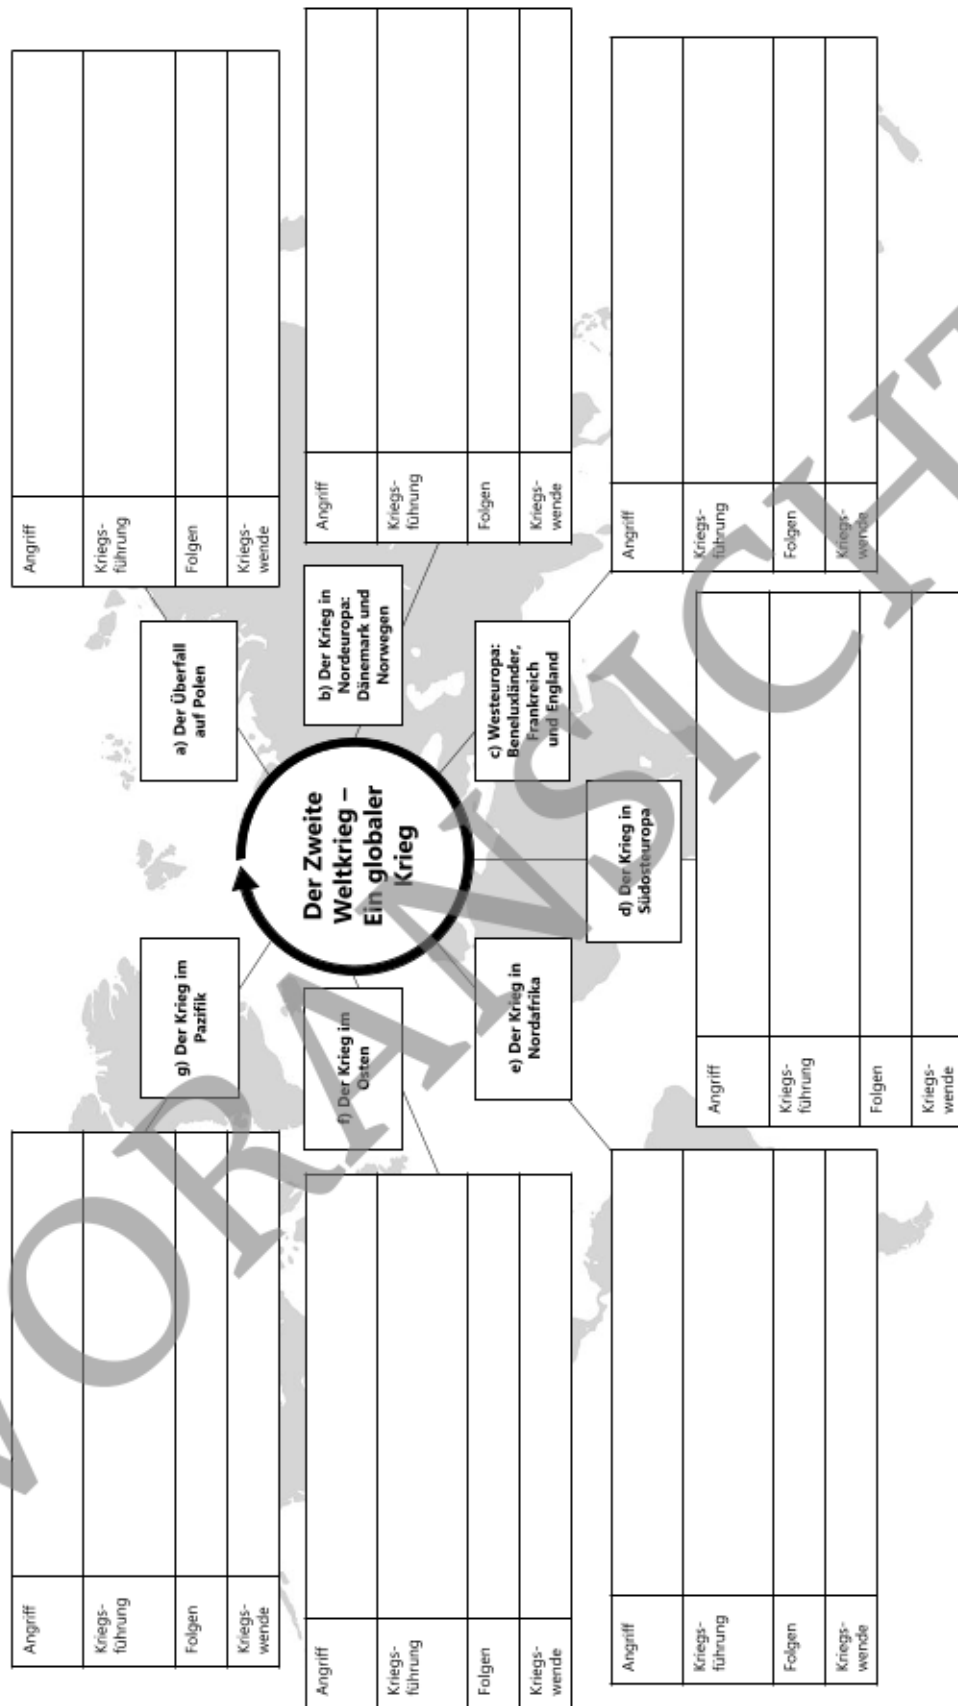 Der Zweite
Weltkrieg –
Ein globaler
Krieg
a) Der Überfall
auf Polen
Angriff
Kriegs-
führung
Folgen
Kriegs-
wende
b) Der Krieg in
Nordeuropa:
Dänemark und
Norwegen
Angriff
Kriegs-
führung
Folgen
Kriegs-
wende
c) Westeuropa:
Beneluxländer,
Frankreich
und England
Angriff
Kriegs-
führung
Folgen
Kriegs-
wende
d) Der Krieg in
Südosteuropa
Angriff
Kriegs-
führung
Folgen
Kriegs-
wende
e) Der Krieg in
Nordafrika
Angriff
Kriegs-
führung
Folgen
Kriegs-
wende
f) Der Krieg im
Osten
Angriff
Kriegs-
führung
Folgen
Kriegs-
wende
g) Der Krieg im
Pazifik
Angriff
Kriegs-
führung
Folgen
Kriegs-
wende
VORANSICHT